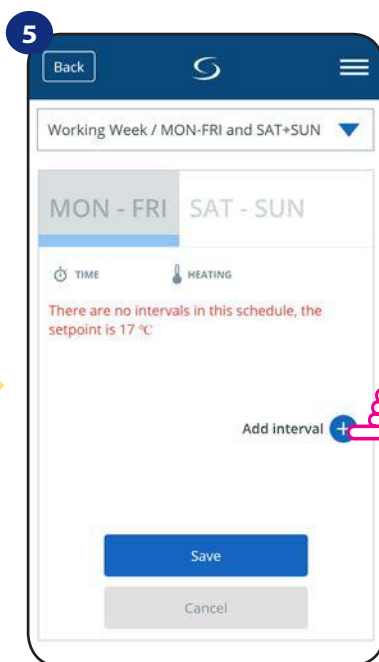 5
Back
Working Week / MON-FRI and SAT+SUN
MON - FRI SAT - SUN
TIME HEATING
There are no intervals in this schedule, the
setpoint is 17 °C
Add interval +
Save
Cancel